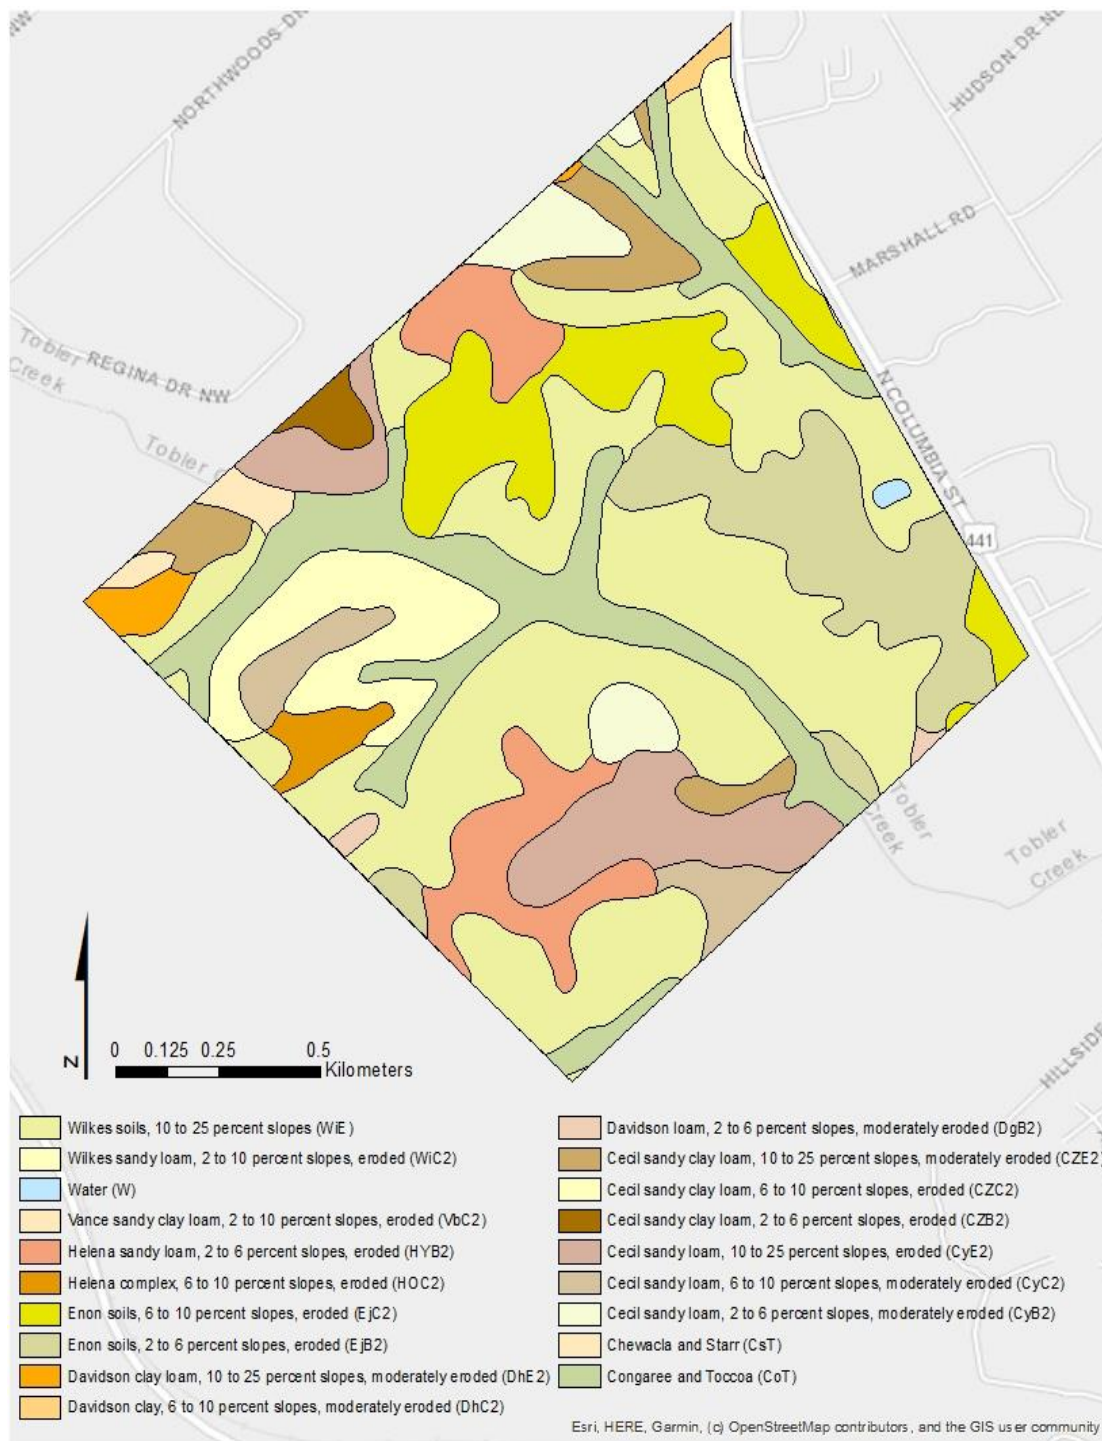 NW
NORTHWOODS DR
HUDSON DR NE
MARSHALL RD
Tobler
Creek
REGINA DR NW
Tobler
N COLUMBIA ST
441
Tobler
Creek
Tobler
Creek
HILLSIDE
N
0 0.125 0.25 0.5
Kilometers
Wilkes soils, 10 to 25 percent slopes (WiE)
Wilkes sandy loam, 2 to 10 percent slopes, eroded (WiC2)
Water (W)
Vance sandy clay loam, 2 to 10 percent slopes, eroded (VbC2)
Helena sandy loam, 2 to 6 percent slopes, eroded (HYB2)
Helena complex, 6 to 10 percent slopes, eroded (HOC2)
Enon soils, 6 to 10 percent slopes, eroded (EjC2)
Enon soils, 2 to 6 percent slopes, eroded (EjB2)
Davidson clay loam, 10 to 25 percent slopes, moderately eroded (DhE2)
Davidson clay, 6 to 10 percent slopes, moderately eroded (DhC2)
Davidson loam, 2 to 6 percent slopes, moderately eroded (DgB2)
Cecil sandy clay loam, 10 to 25 percent slopes, moderately eroded (CZE2)
Cecil sandy clay loam, 6 to 10 percent slopes, eroded (CZC2)
Cecil sandy clay loam, 2 to 6 percent slopes, eroded (CZB2)
Cecil sandy loam, 10 to 25 percent slopes, eroded (CyE2)
Cecil sandy loam, 6 to 10 percent slopes, moderately eroded (CyC2)
Cecil sandy loam, 2 to 6 percent slopes, moderately eroded (CyB2)
Chewacla and Starr (CsT)
Congaree and Toccoa (CoT)
Esri, HERE, Garmin, (c) OpenStreetMap contributors, and the GIS user community